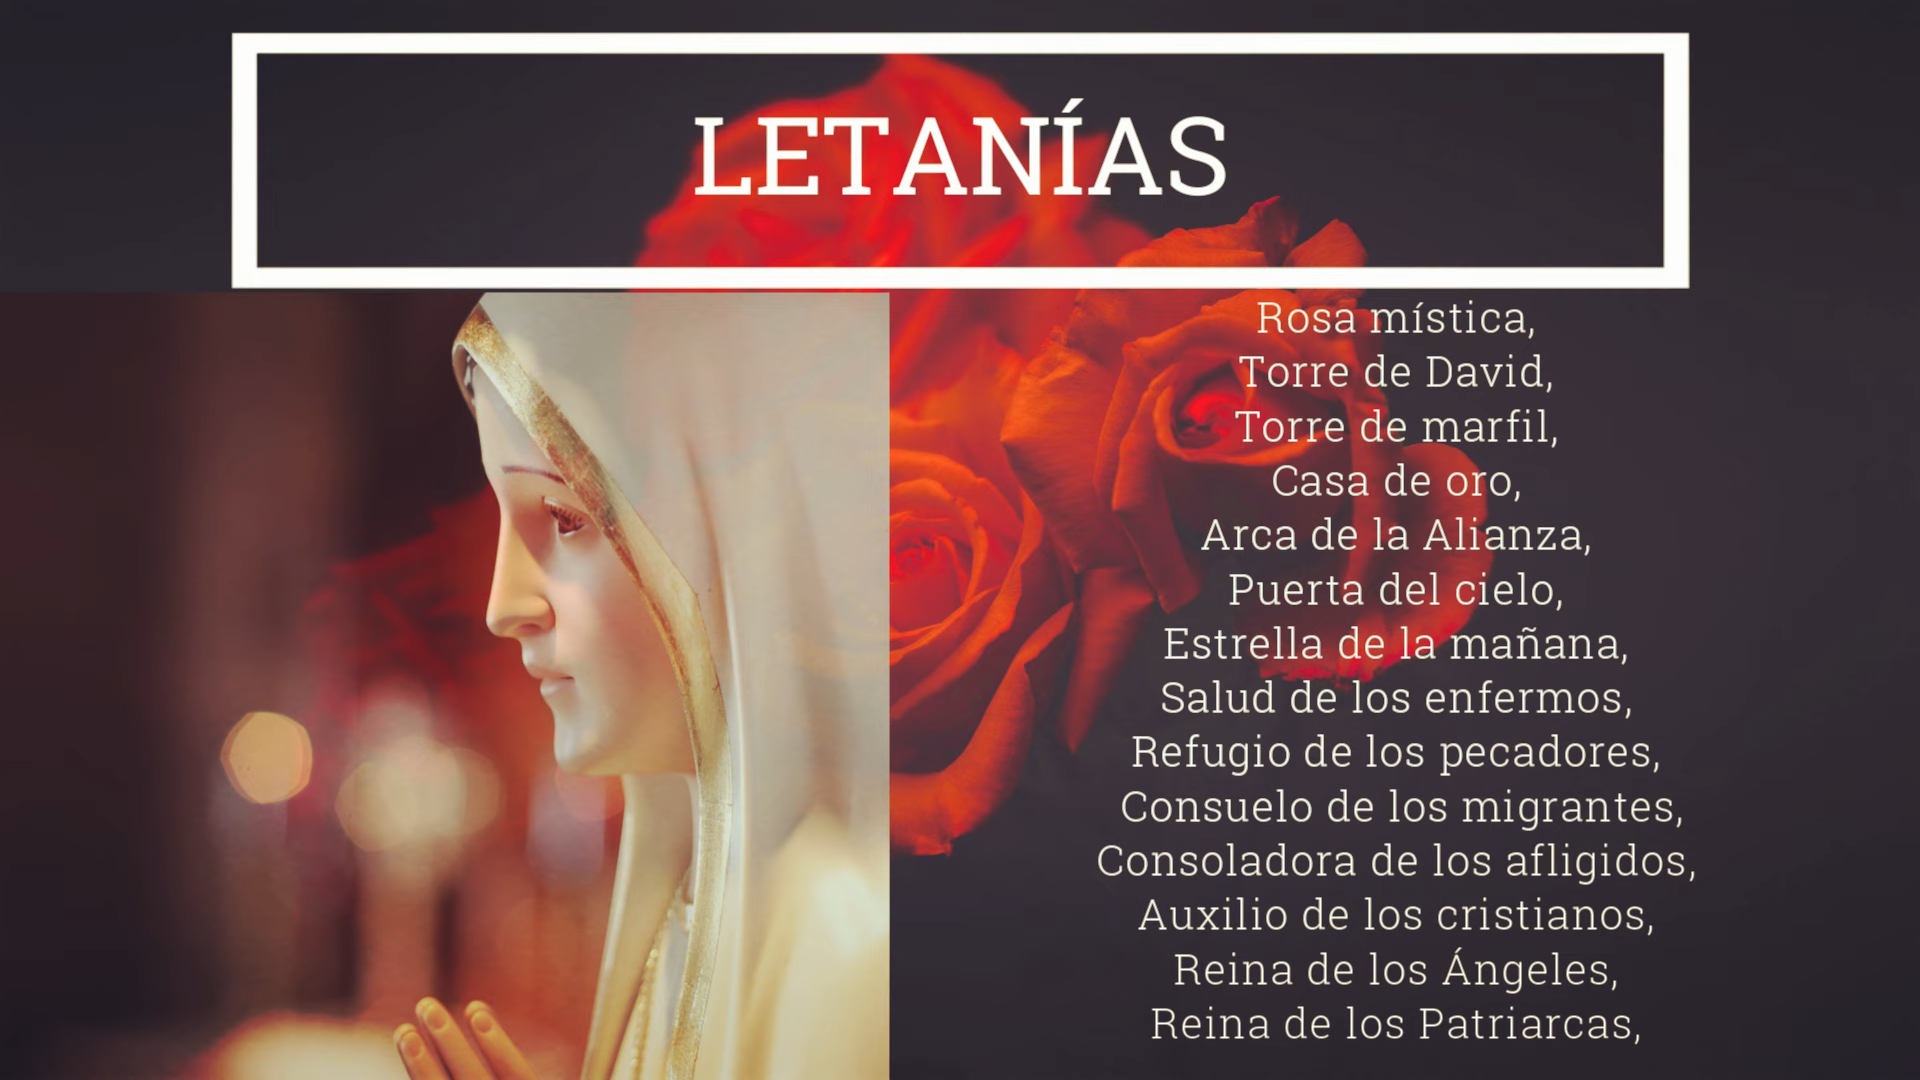 LETANÍAS
Rosa mística,
Torre de David,
Torre de marfil,
Casa de oro,
Arca de la Alianza,
Puerta del cielo,
Estrella de la mañana,
Salud de los enfermos,
Refugio de los pecadores,
Consuelo de los migrantes,
Consoladora de los afligidos,
Auxilio de los cristianos,
Reina de los Ángeles,
Reina de los Patriarcas,